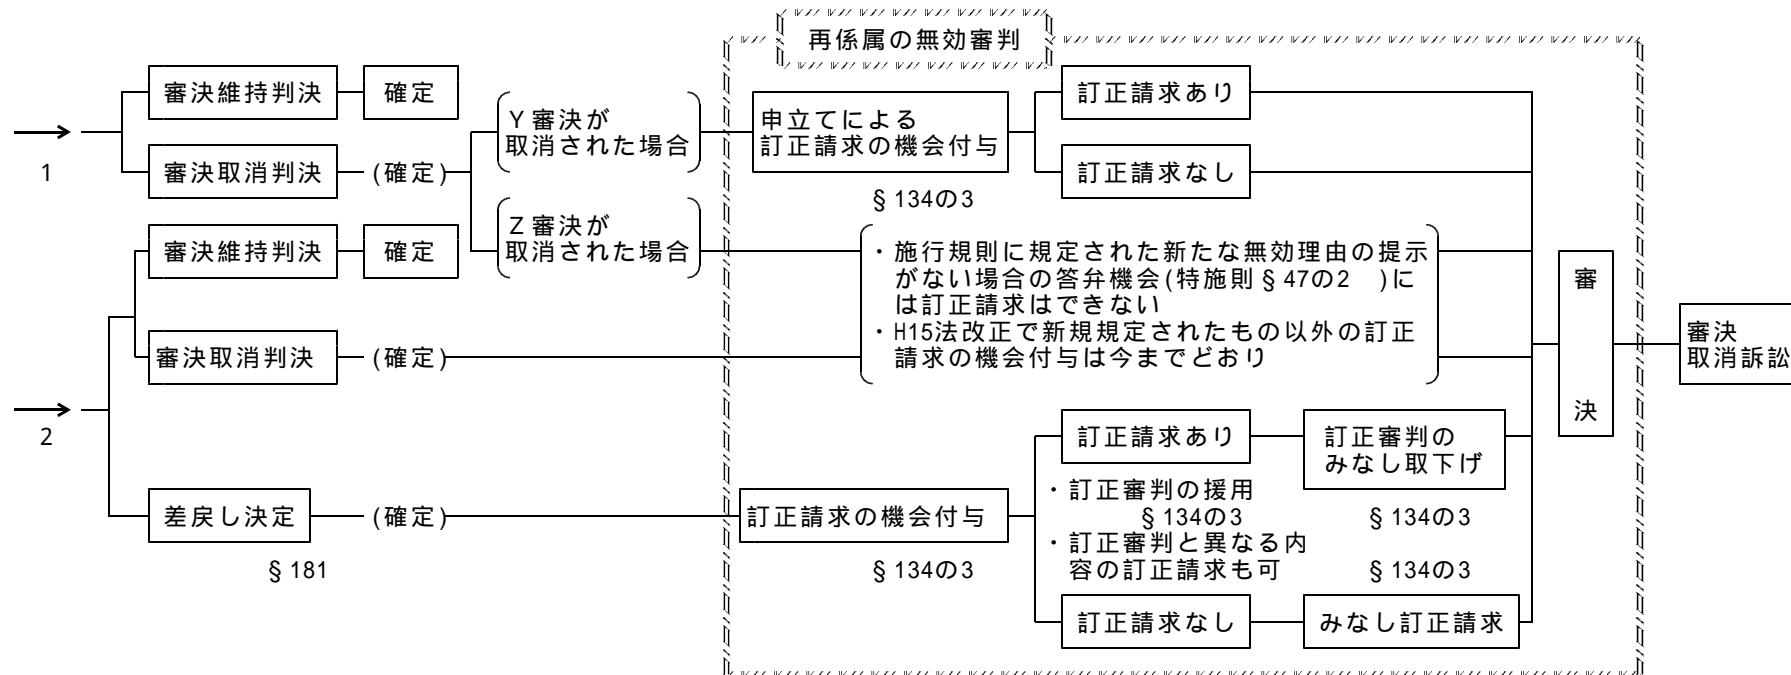 再係属の無効審判
審決維持判決
確定
1
審決取消判決
(確定)
Y審決が
取消された場合
Z審決が
取消された場合
申立てによる
訂正請求の機会付与
§134の3
訂正請求あり
訂正請求なし
2
審決維持判決
確定
審決取消判決
(確定)
・施行規則に規定された新たな無効理由の提示
がない場合の答弁機会(特施則§47の2 )に
は訂正請求はできない
・H15法改正で新規規定されたもの以外の訂正
請求の機会付与は今までどおり
差戻し決定
§181
(確定)
訂正請求の機会付与
§134の3
訂正請求あり
・訂正審判の援用
§134の3
・訂正審判と異なる内
容の訂正請求も可
訂正審判の
みなし取下げ
§134の3
§134の3
訂正請求なし
みなし訂正請求
審
決
審決
取消訴訟